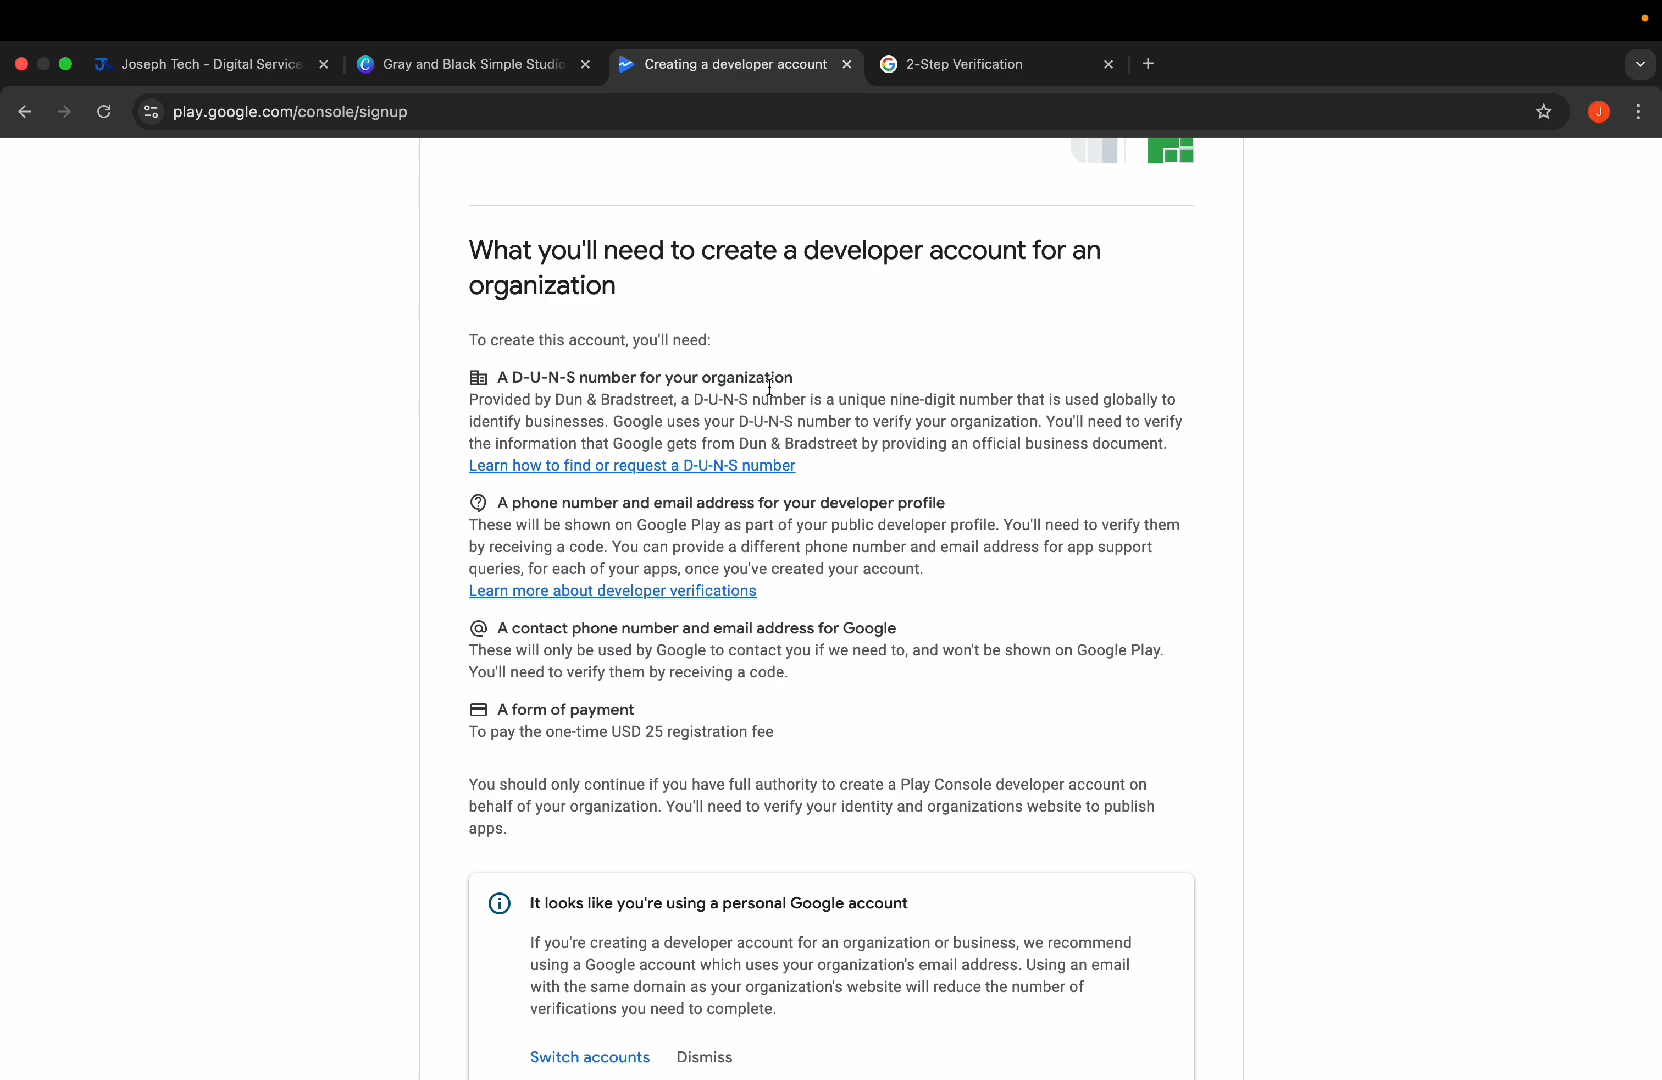 Joseph Tech - Digital Service
Gray and Black Simple Studio
Creating a developer account
2-Step Verification
play.google.com/console/signup
J
What you'll need to create a developer account for an
organization
To create this account, you'll need:
A D-U-N-S number for your organization
Provided by Dun & Bradstreet, a D-U-N-S number is a unique nine-digit number that is used globally to
identify businesses. Google uses your D-U-N-S number to verify your organization. You'll need to verify
the information that Google gets from Dun & Bradstreet by providing an official business document.
Learn how to find or request a D-U-N-S number
A phone number and email address for your developer profile
These will be shown on Google Play as part of your public developer profile. You'll need to verify them
by receiving a code. You can provide a different phone number and email address for app support
queries, for each of your apps, once you've created your account.
Learn more about developer verifications
A contact phone number and email address for Google
These will only be used by Google to contact you if we need to, and won't be shown on Google Play.
You'll need to verify them by receiving a code.
A form of payment
To pay the one-time USD 25 registration fee
You should only continue if you have full authority to create a Play Console developer account on
behalf of your organization. You'll need to verify your identity and organizations website to publish
apps.
It looks like you're using a personal Google account
If you're creating a developer account for an organization or business, we recommend
using a Google account which uses your organization's email address. Using an email
with the same domain as your organization's website will reduce the number of
verifications you need to complete.
Switch accounts Dismiss